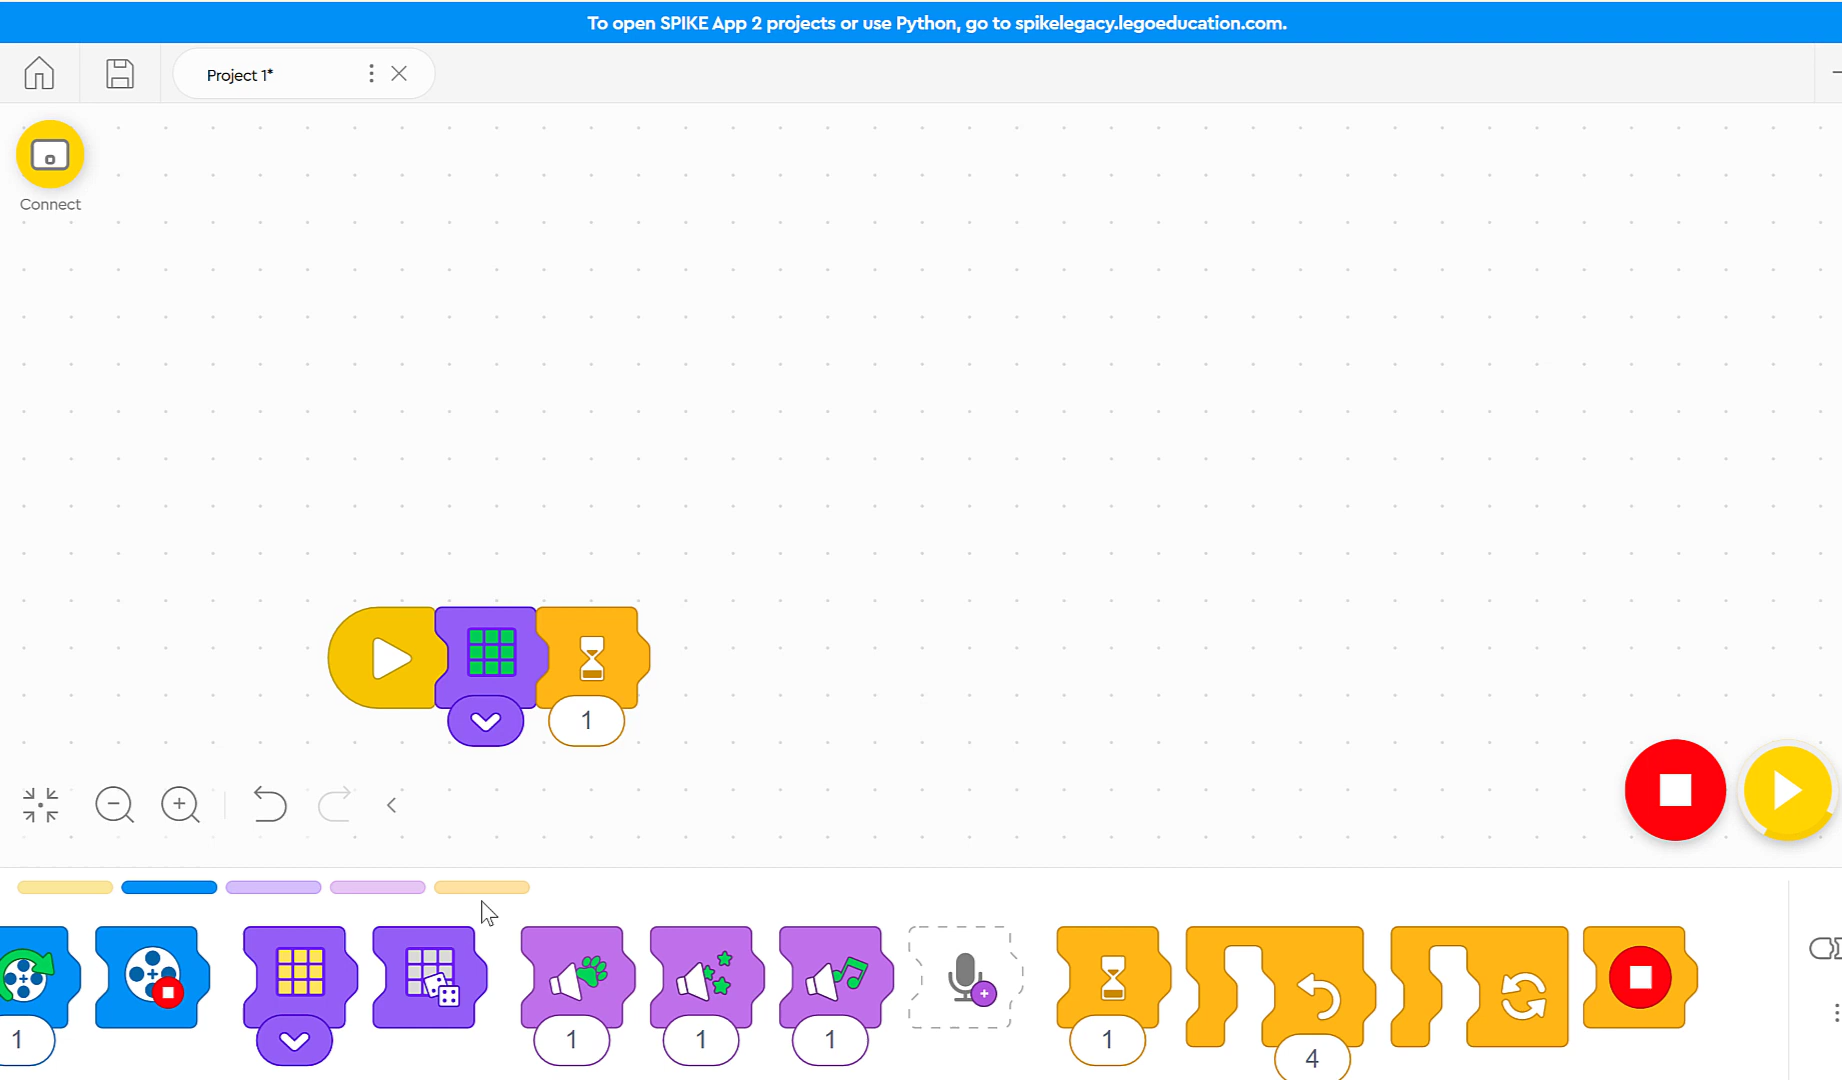 To open SPIKE App 2 projects or use Python, go to spikelegacy.legoeducation.com.
Project 1*
Connect
1
1
1
1
1
1
4